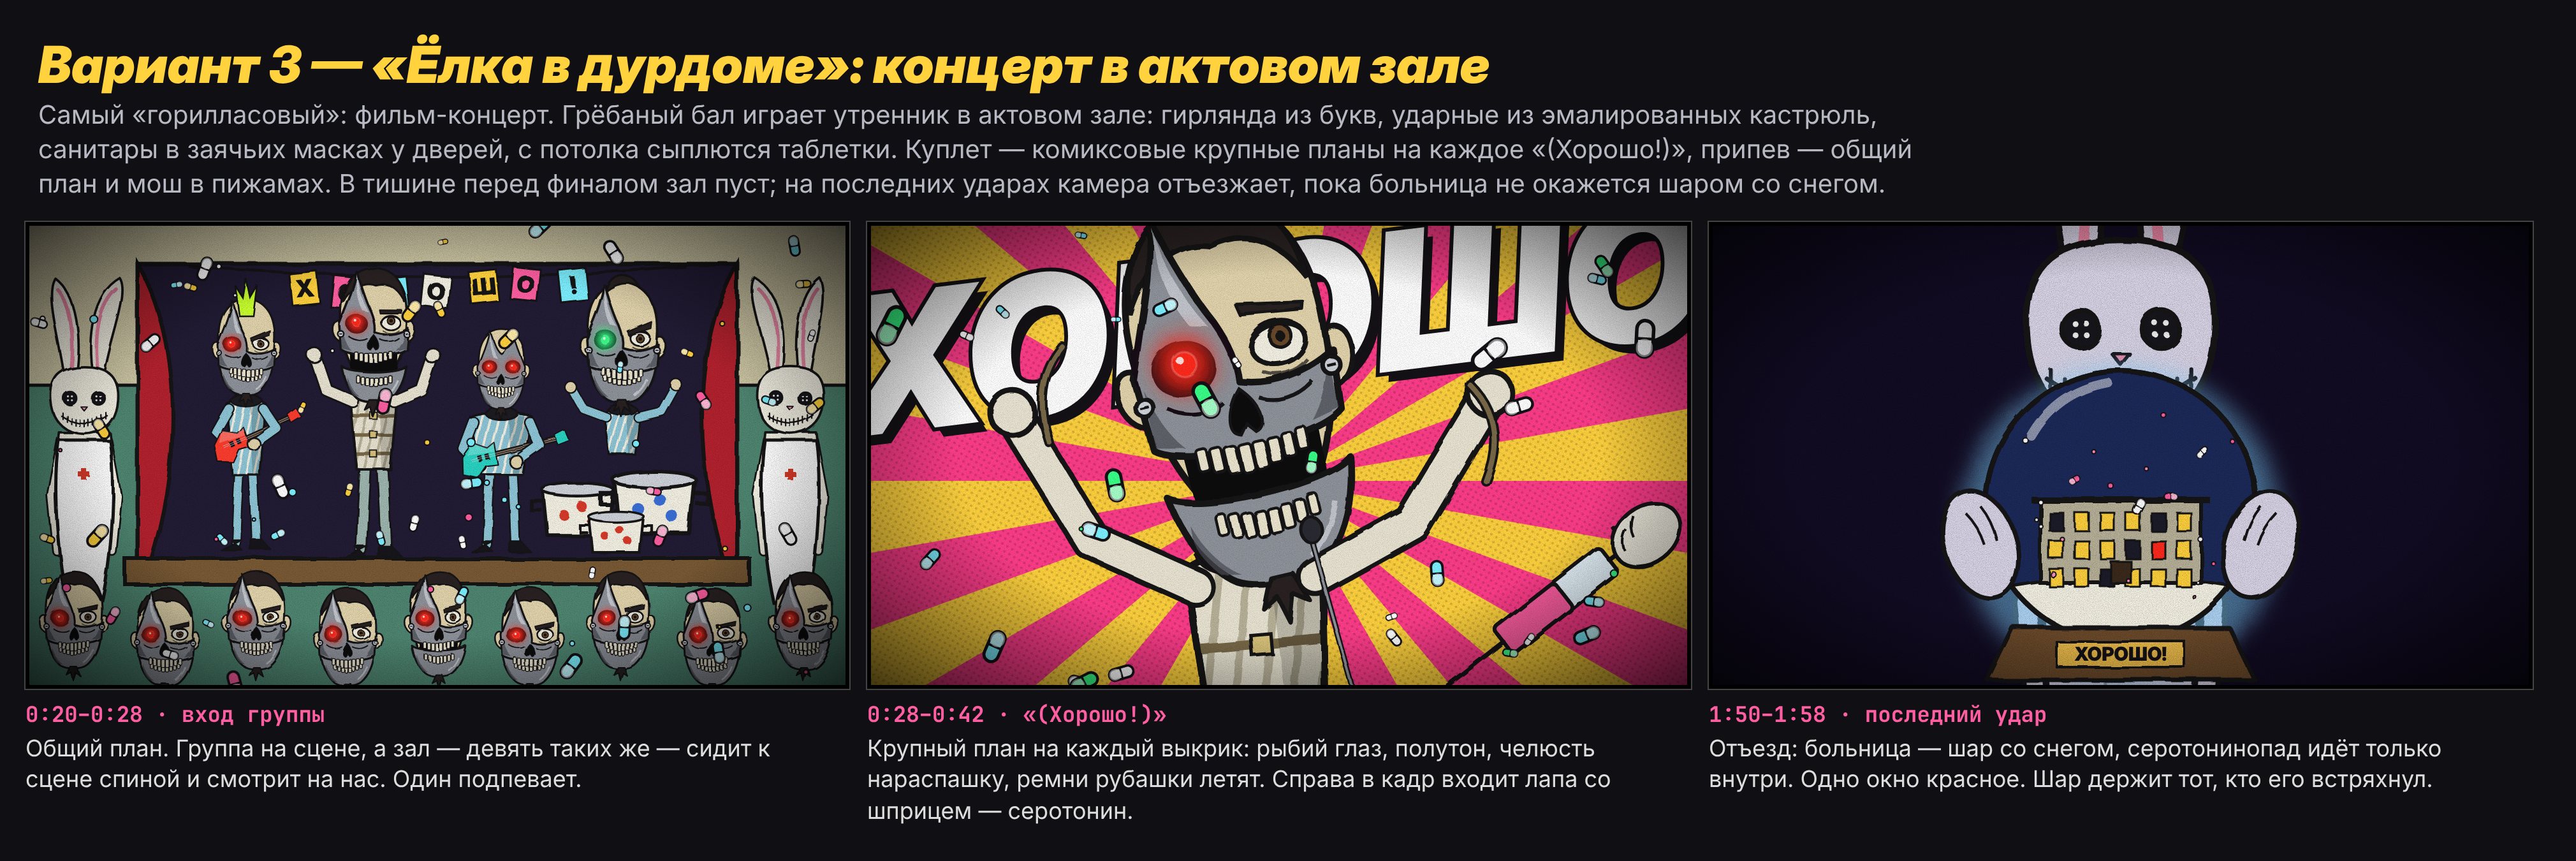 Вариант 3 — «Ёлка в дурдоме»: концерт в актовом зале
Самый «горилласовый»: фильм-концерт. Грёбаный бал играет утренник в актовом зале: гирлянда из букв, ударные из эмалированных кастрюль,
санитары в заячьих масках у дверей, с потолка сыплются таблетки. Куплет — комиксовые крупные планы на каждое «(Хорошо!)», припев — общий
план и мош в пижамах. В тишине перед финалом зал пуст; на последних ударах камера отъезжает, пока больница не окажется шаром со снегом.
Х О ШО!
ХОРОШО
ХОРОШО!
0:20–0:28 · вход группы
Общий план. Группа на сцене, а зал — девять таких же — сидит к
сцене спиной и смотрит на нас. Один подпевает.
0:28–0:42 · «(Хорошо!)»
Крупный план на каждый выкрик: рыбий глаз, полутон, челюсть
нараспашку, ремни рубашки летят. Справа в кадр входит лапа со
шприцем — серотонин.
1:50–1:58 · последний удар
Отъезд: больница — шар со снегом, серотонинопад идёт только
внутри. Одно окно красное. Шар держит тот, кто его встряхнул.